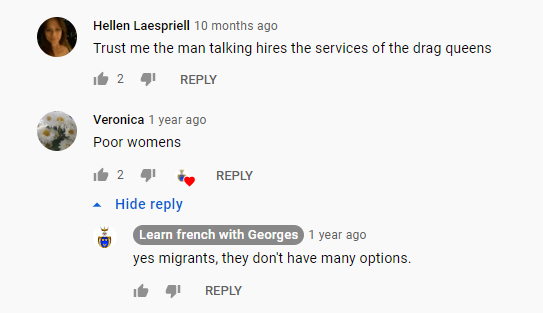 Hellen Laespriell 10 months ago
Trust me the man talking hires the services of the drag queens
2 REPLY
Veronica 1 year ago
Poor womens
2 REPLY
Hide reply
Learn french with Georges 1 year ago
yes migrants, they don't have many options.
REPLY